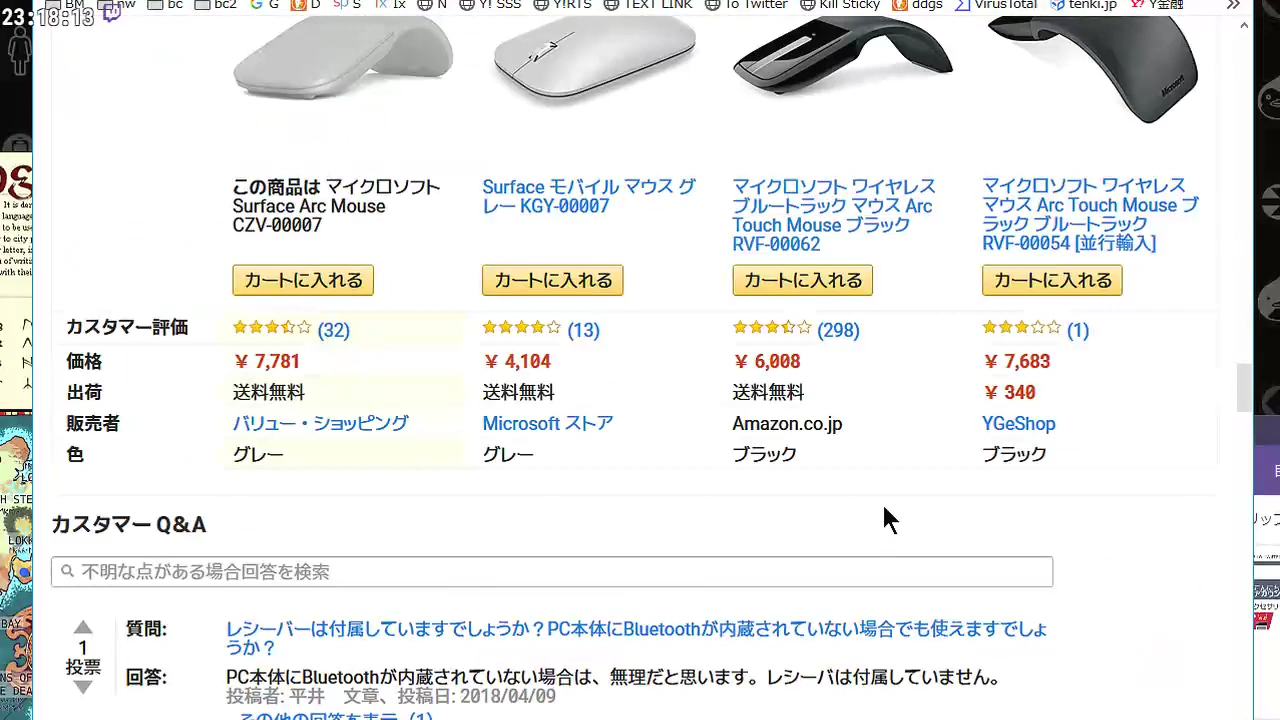 23:18:13
BM
nw
bc
bc2
G
D
S
Ix
N
Y! SSS
Y!RTS
TEXT LINK
Twitter
Kill Sticky
ddgs
VirusTotal
tenki.jp
Y金融
Microsoft
この商品は マイクロソフト
Surface Arc Mouse
CZV-00007
Surface モバイル マウス グ
レー KGY-00007
マイクロソフト ワイヤレス
ブルートラック マウス Arc
Touch Mouse ブラック
RVF-00062
マイクロソフト ワイヤレス
マウス Arc Touch Mouse ブ
ラック ブルートラック
RVF-00054 [並行輸入]
カートに入れる
カートに入れる
カートに入れる
カートに入れる
カスタマー評価
(32)
(13)
(298)
(1)
価格
¥ 7,781
¥ 4,104
¥ 6,008
¥ 7,683
出荷
送料無料
送料無料
送料無料
¥ 340
販売者
バリュー・ショッピング
Microsoft ストア
Amazon.co.jp
YGeShop
色
グレー
グレー
ブラック
ブラック
カスタマー Q&A
不明な点がある場合回答を検索
1
投票
質問:
レシーバーは付属していますでしょうか？PC本体にBluetoothが内蔵されていない場合でも使えますでしょ
うか？
回答:
PC本体にBluetoothが内蔵されていない場合は、無理だと思います。レシーバは付属していません。
投稿者: 平井　文章、投稿日: 2018/04/09
その他の回答を表示 (1)